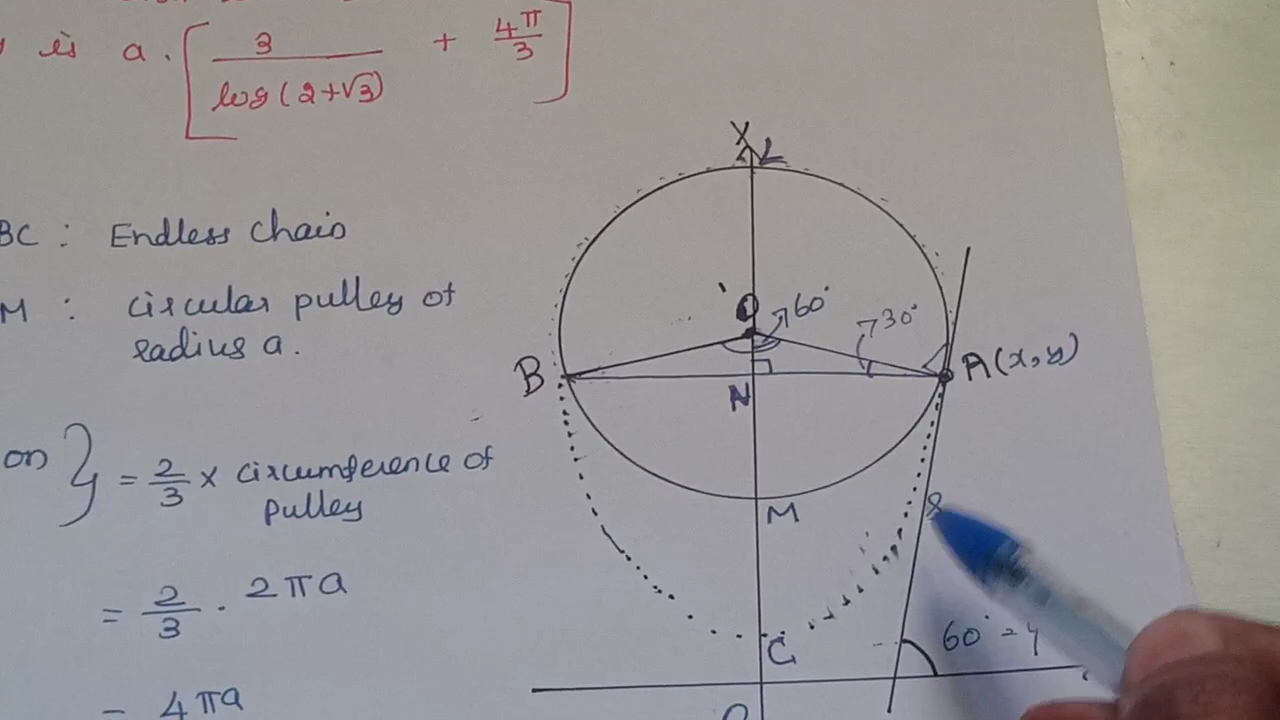 is a. [ 3 / log(2+√3) + 4π/3 ]
BC : Endless chain
M : circular pulley of
radius a.
on } = 2/3 × circumference of
pulley
= 2/3 . 2πa
= 4πa
X
L
O
60°
30°
B
N
A(x,y)
M
C
60° = ψ